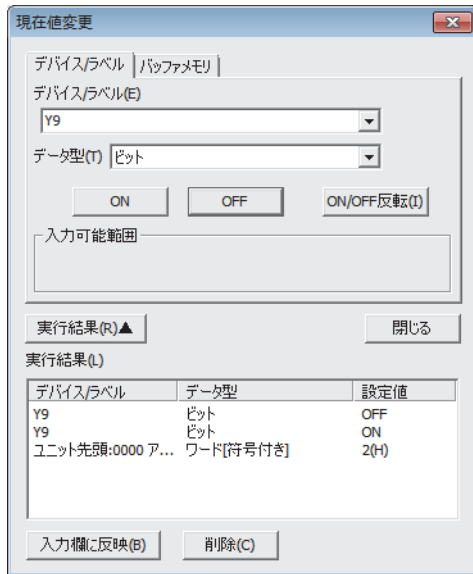 現在値変更
デバイス/ラベル バッファメモリ
デバイス/ラベル(E)
Y9
データ型(T) ビット
ON OFF ON/OFF反転(I)
入力可能範囲
実行結果(R)▲ 閉じる
実行結果(L)
デバイス/ラベル データ型 設定値
Y9 ビット OFF
Y9 ビット ON
ユニット先頭:0000 ア... ワード[符号付き] 2(H)
入力欄に反映(B) 削除(C)